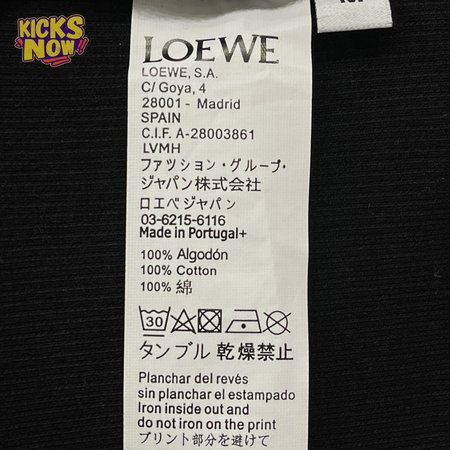 KICKS
NOW!
LOEWE
LOEWE, S.A.
C/ Goya, 4
28001 - Madrid
SPAIN
C.I.F. A-28003861
LVMH
ファツション・グループ・
ジャパン株式会社
ロエベジャパン
03-6215-6116
Made in Portugal+
100% Algodón
100% Cotton
100% 綿
30
タンブル 乾燥禁止
Planchar del revés
sin planchar el estampado
Iron inside out and
do not iron on the print
プリント部分を避けて